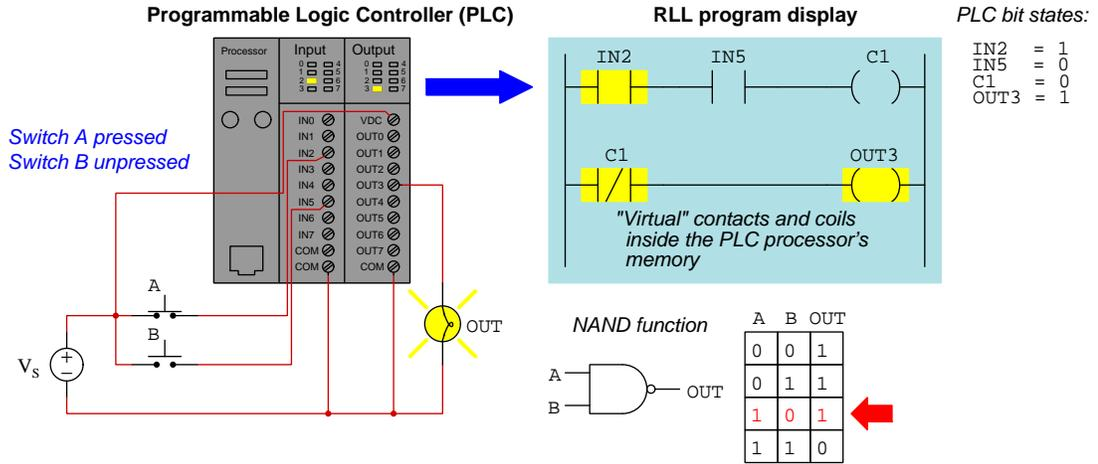 Programmable Logic Controller (PLC)
RLL program display
PLC bit states:
IN2 = 1
IN5 = 0
C1 = 0
OUT3 = 1
Switch A pressed
Switch B unpressed
Processor
Input
Output
0 4
1 5
2 6
3 7
0 4
1 5
2 6
3 7
IN0
IN1
IN2
IN3
IN4
IN5
IN6
IN7
COM
COM
VDC
OUT0
OUT1
OUT2
OUT3
OUT4
OUT5
OUT6
OUT7
COM
IN2 IN5 C1
C1 OUT3
"Virtual" contacts and coils
inside the PLC processor's
memory
A
B
VS
+
−
OUT
NAND function
A
B
OUT
A B OUT
0 0 1
0 1 1
1 0 1
1 1 0